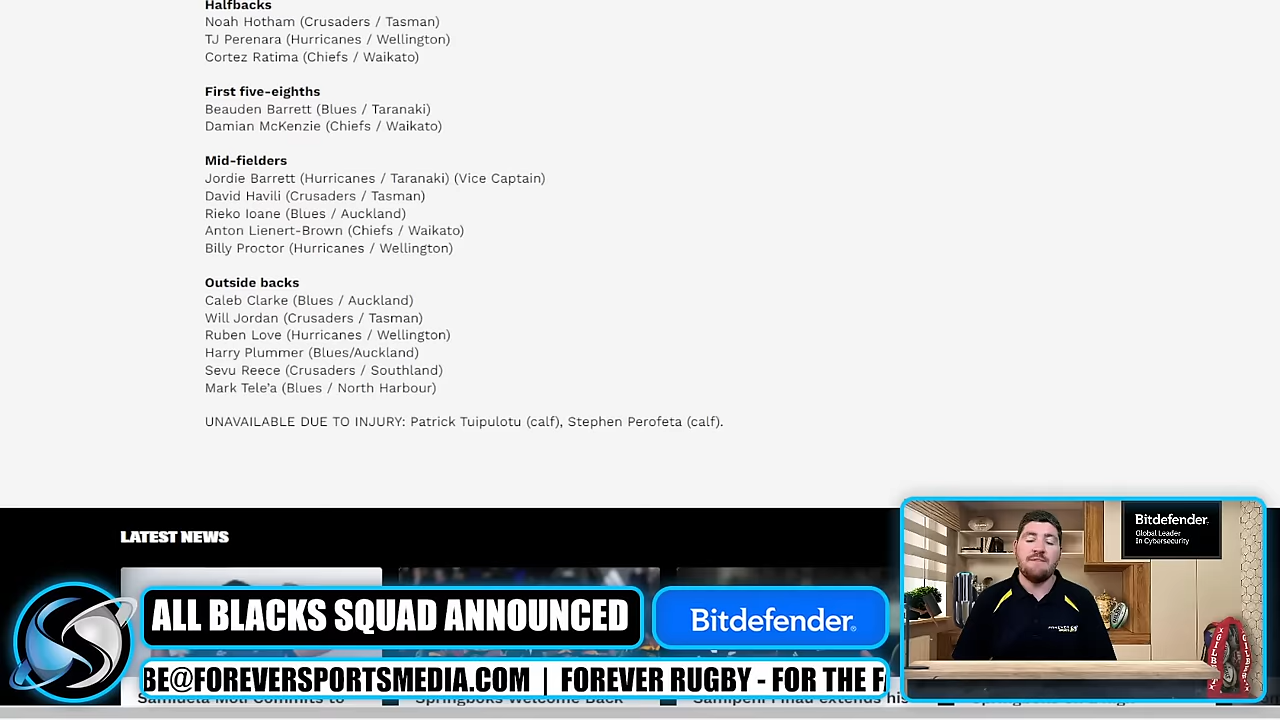 Halfbacks
Noah Hotham (Crusaders / Tasman)
TJ Perenara (Hurricanes / Wellington)
Cortez Ratima (Chiefs / Waikato)
First five-eighths
Beauden Barrett (Blues / Taranaki)
Damian McKenzie (Chiefs / Waikato)
Mid-fielders
Jordie Barrett (Hurricanes / Taranaki) (Vice Captain)
David Havili (Crusaders / Tasman)
Rieko Ioane (Blues / Auckland)
Anton Lienert-Brown (Chiefs / Waikato)
Billy Proctor (Hurricanes / Wellington)
Outside backs
Caleb Clarke (Blues / Auckland)
Will Jordan (Crusaders / Tasman)
Ruben Love (Hurricanes / Wellington)
Harry Plummer (Blues/Auckland)
Sevu Reece (Crusaders / Southland)
Mark Tele’a (Blues / North Harbour)
UNAVAILABLE DUE TO INJURY: Patrick Tuipulotu (calf), Stephen Perofeta (calf).
LATEST NEWS
Bitdefender
Global Leader
In Cybersecurity
ALL BLACKS SQUAD ANNOUNCED
Bitdefender
BE@FOREVERSPORTSMEDIA.COM | FOREVER RUGBY - FOR THE F
Springboks Welcome Back